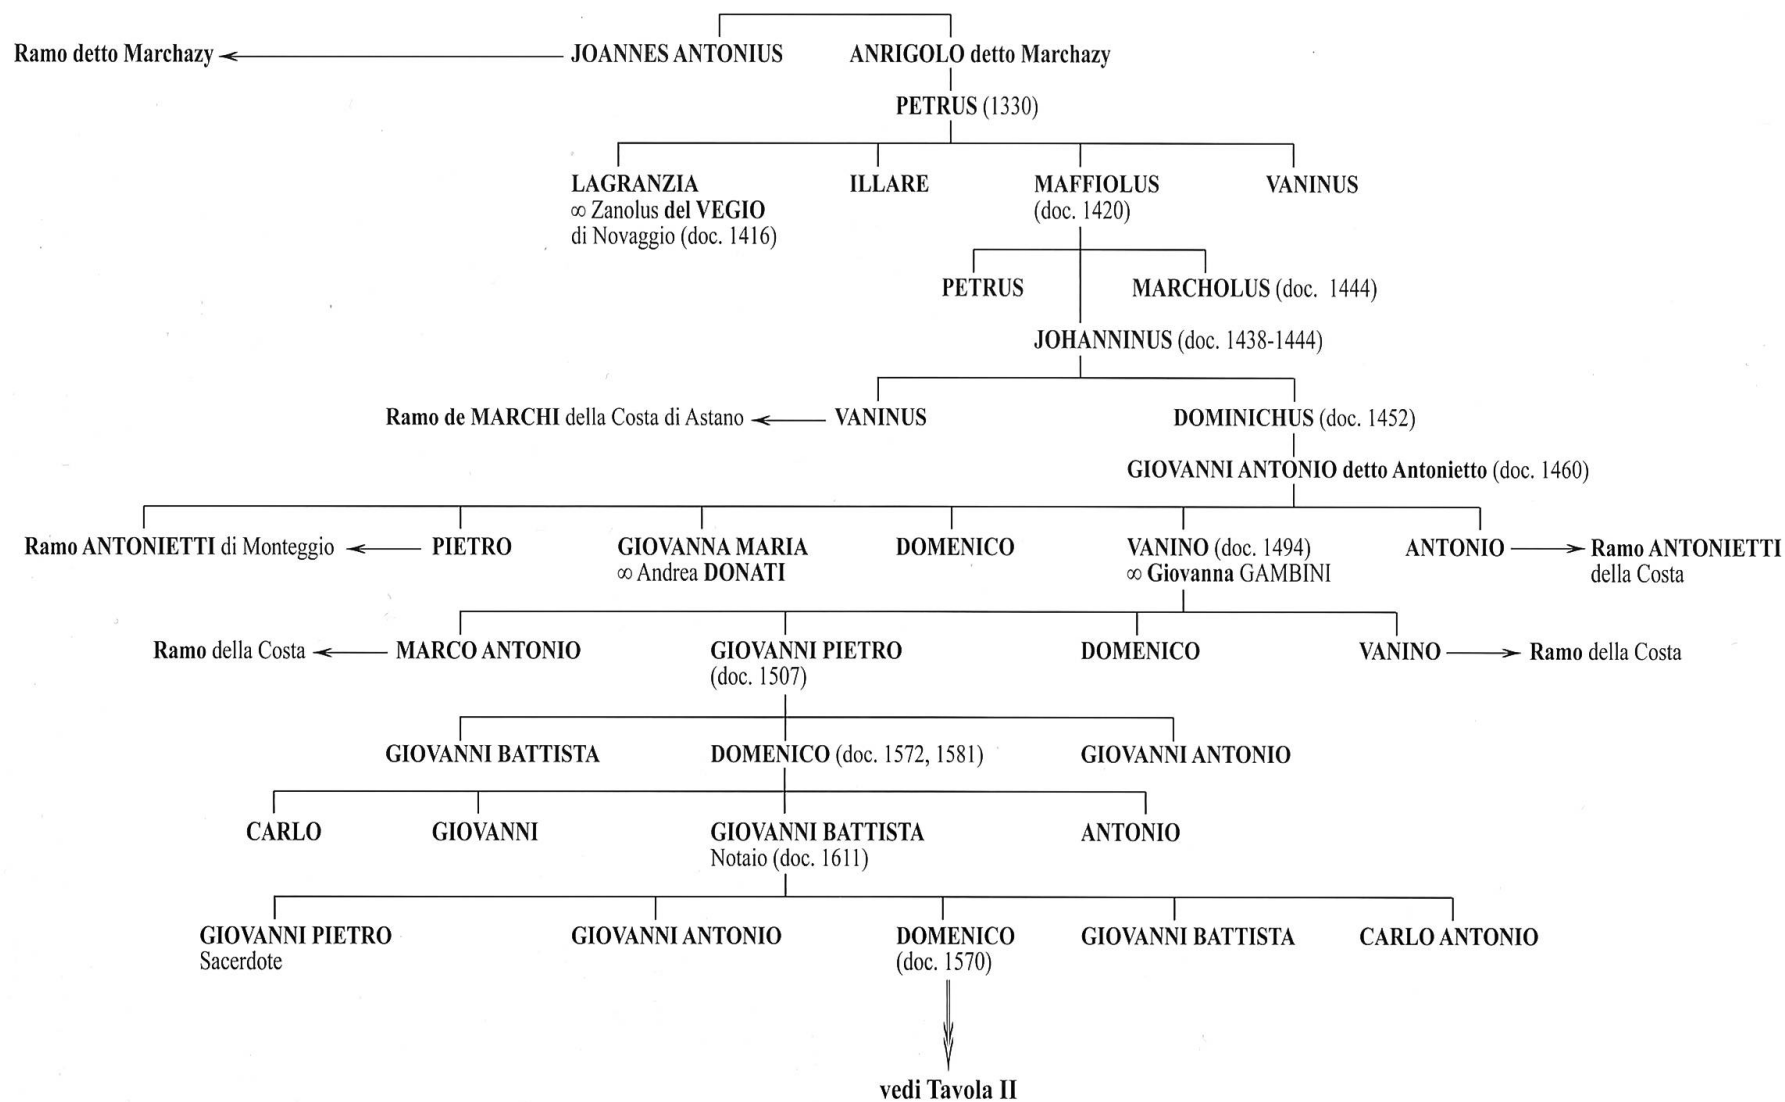 Ramo detto Marchazy
JOANNES ANTONIUS
ANRIGOLO detto Marchazy
PETRUS (1330)
LAGRANZIA
∞ Zanolus del VEGIO
di Novaggio (doc. 1416)
ILLARE
MAFFIOLUS
(doc. 1420)
VANINUS
PETRUS
MARCHOLUS (doc. 1444)
JOHANNINUS (doc. 1438-1444)
Ramo de MARCHI della Costa di Astano
VANINUS
DOMINICHUS (doc. 1452)
GIOVANNI ANTONIO detto Antonietto (doc. 1460)
Ramo ANTONIETTI di Monteggio
PIETRO
GIOVANNA MARIA
∞ Andrea DONATI
DOMENICO
VANINO (doc. 1494)
∞ Giovanna GAMBINI
ANTONIO
Ramo ANTONIETTI
della Costa
Ramo della Costa
MARCO ANTONIO
GIOVANNI PIETRO
(doc. 1507)
DOMENICO
VANINO
Ramo della Costa
GIOVANNI BATTISTA
DOMENICO (doc. 1572, 1581)
GIOVANNI ANTONIO
CARLO
GIOVANNI
GIOVANNI BATTISTA
Notaio (doc. 1611)
ANTONIO
GIOVANNI PIETRO
Sacerdote
GIOVANNI ANTONIO
DOMENICO
(doc. 1570)
GIOVANNI BATTISTA
CARLO ANTONIO
vedi Tavola II